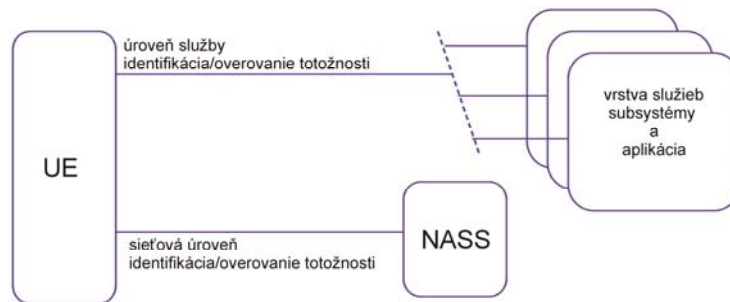 úroveň služby
identifikácia/overovanie totožnosti
vrstva služieb
subsystémy
a
aplikácia
UE
NASS
sieťová úroveň
identifikácia/overovanie totožnosti